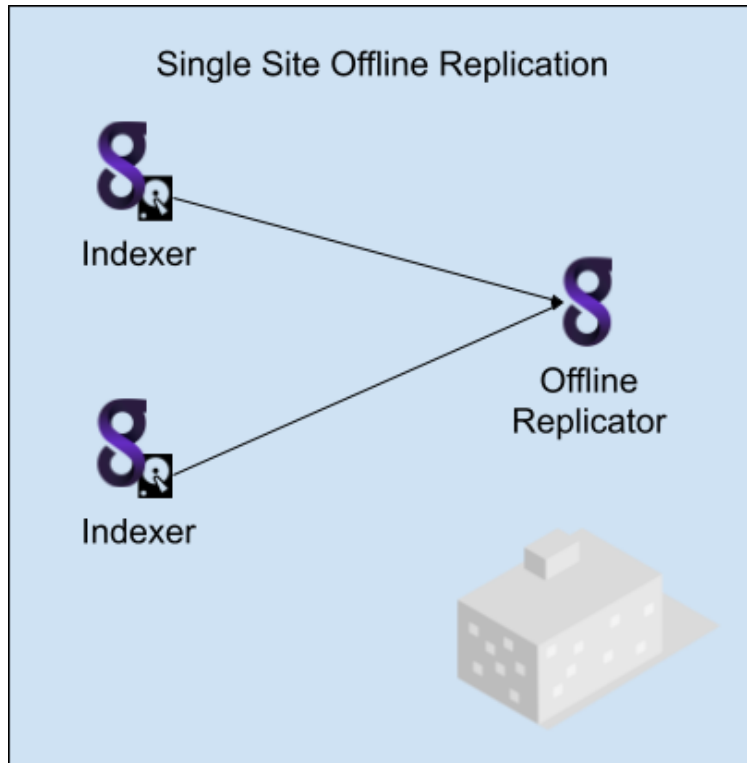 Single Site Offline Replication
Indexer
Offline
Replicator
Indexer